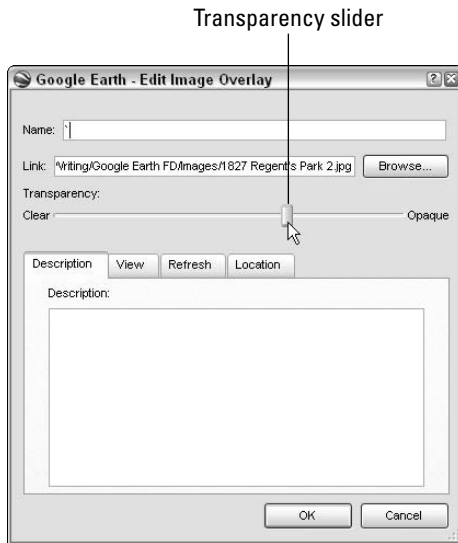 Transparency slider
Google Earth - Edit Image Overlay
Name: `
Link: Writing/Google Earth FD/Images/1827 Regent's Park 2.jpg Browse...
Transparency:
Clear Opaque
Description View Refresh Location
Description:
OK Cancel